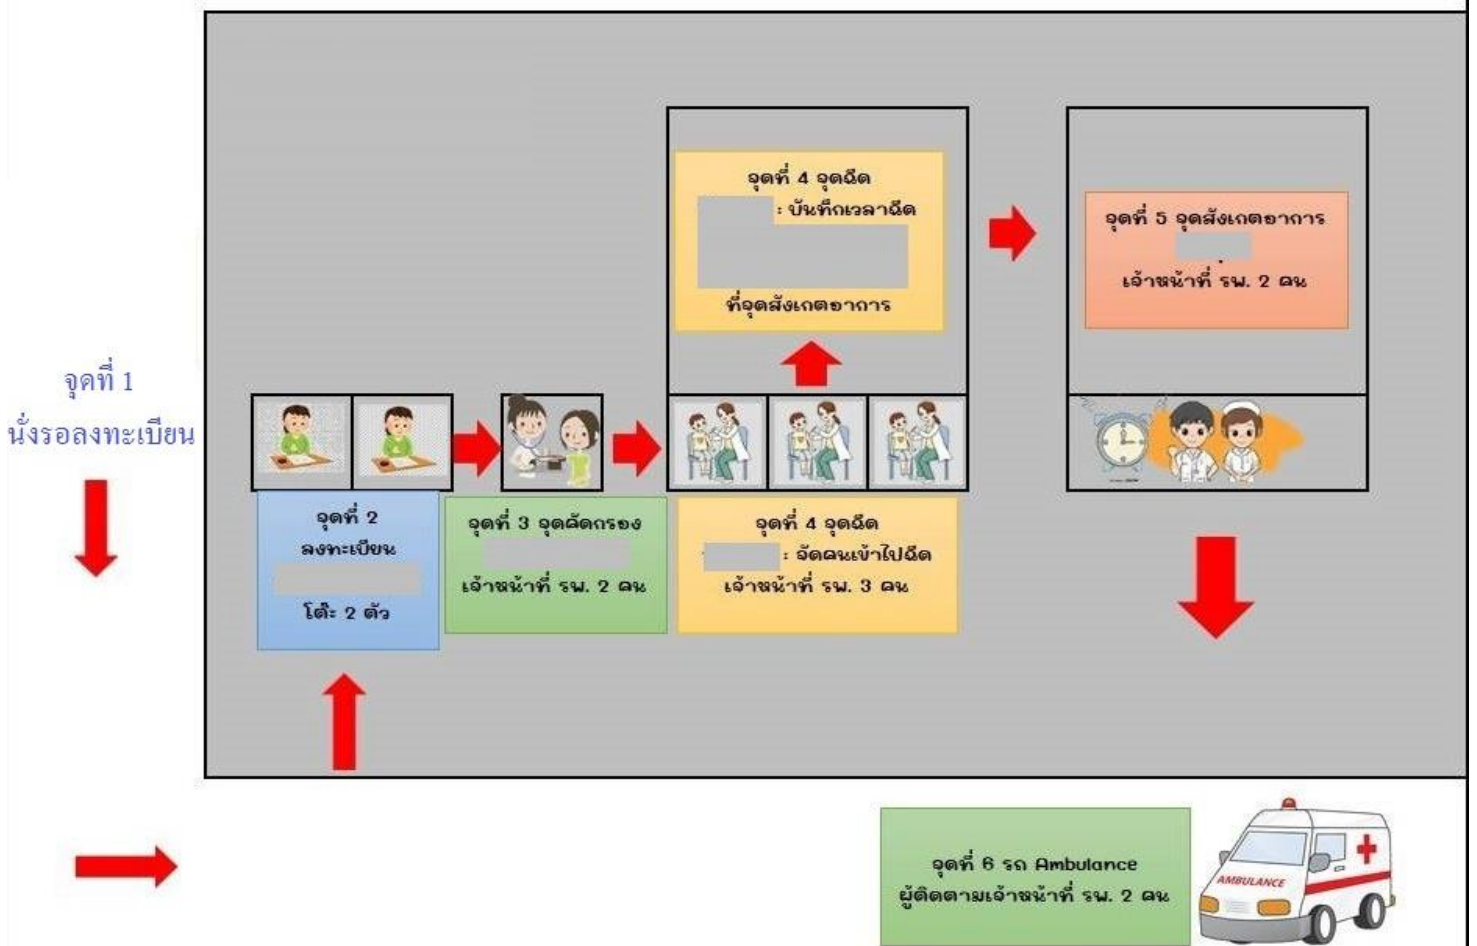 จุดที่ 1
นั่งรอลงทะเบียน
จุดที่ 2
ลงทะเบียน
โต๊ะ 2 ตัว
จุดที่ 3 จุดคัดกรอง
เจ้าหน้าที่ รพ. 2 คน
จุดที่ 4 จุดฉีด
: จัดคนเข้าไปฉีด
เจ้าหน้าที่ รพ. 3 คน
จุดที่ 4 จุดฉีด
: บันทึกเวลาฉีด
ที่จุดสังเกตอาการ
จุดที่ 5 จุดสังเกตอาการ
เจ้าหน้าที่ รพ. 2 คน
จุดที่ 6 รถ Ambulance
ผู้ติดตามเจ้าหน้าที่ รพ. 2 คน
AMBULANCE